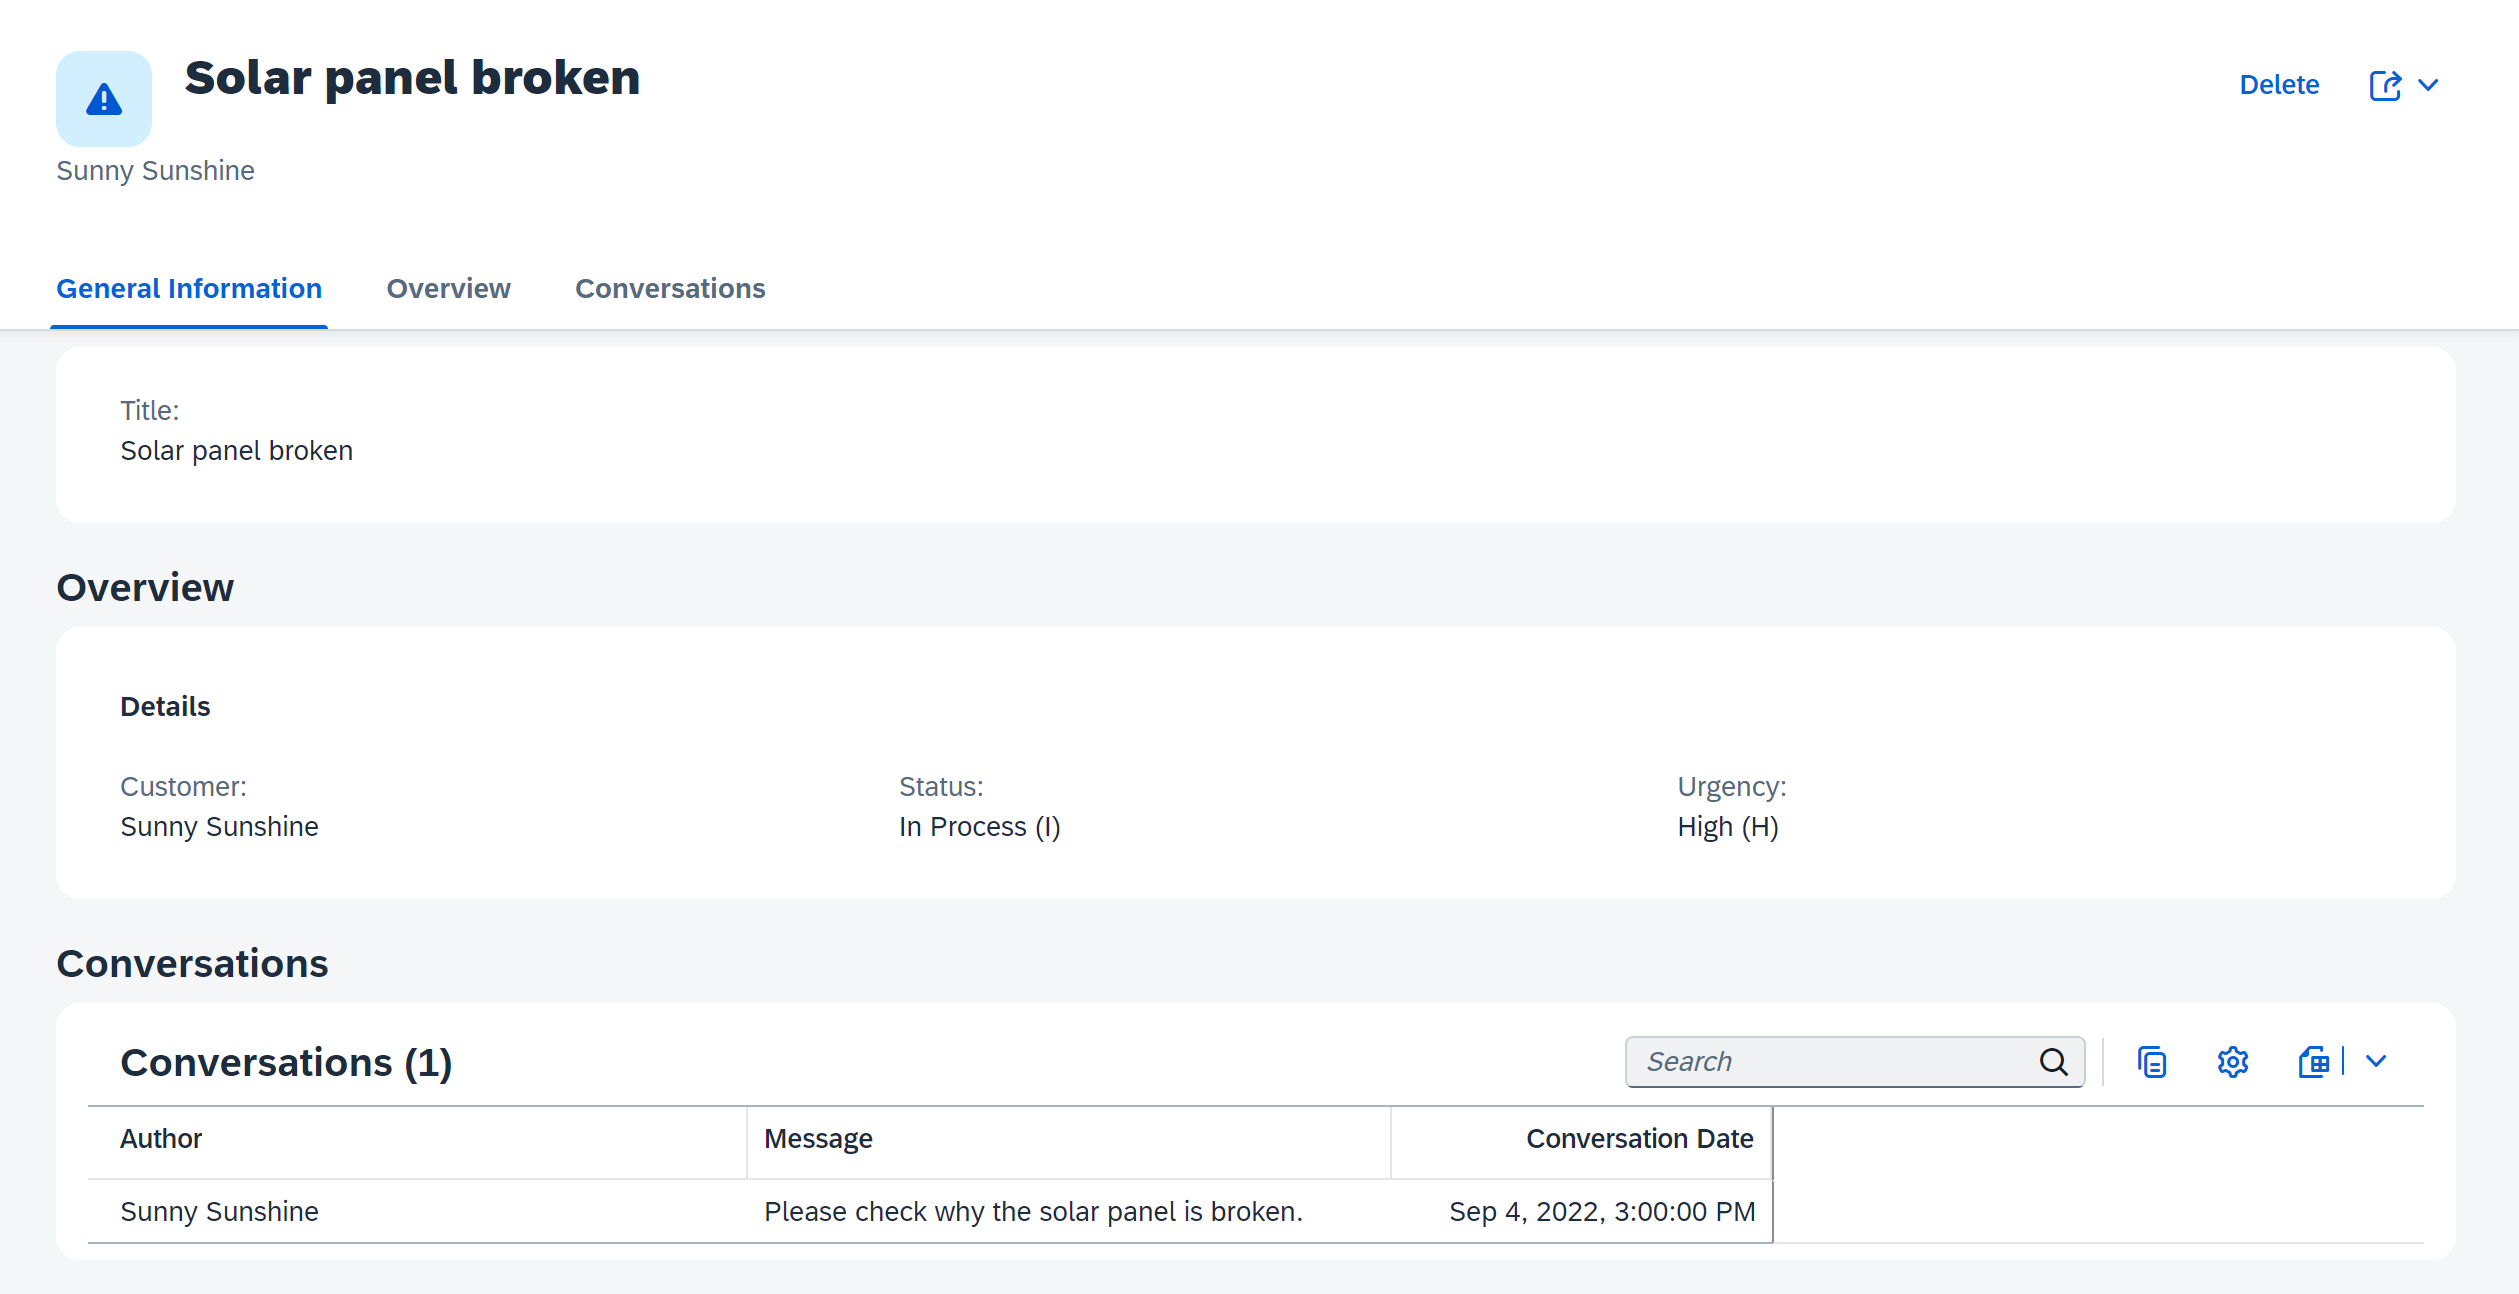 Solar panel broken
Delete
Sunny Sunshine
General Information Overview Conversations
Title:
Solar panel broken
Overview
Details
Customer: Status: Urgency:
Sunny Sunshine In Process (I) High (H)
Conversations
Conversations (1) Search
Author Message Conversation Date
Sunny Sunshine Please check why the solar panel is broken. Sep 4, 2022, 3:00:00 PM